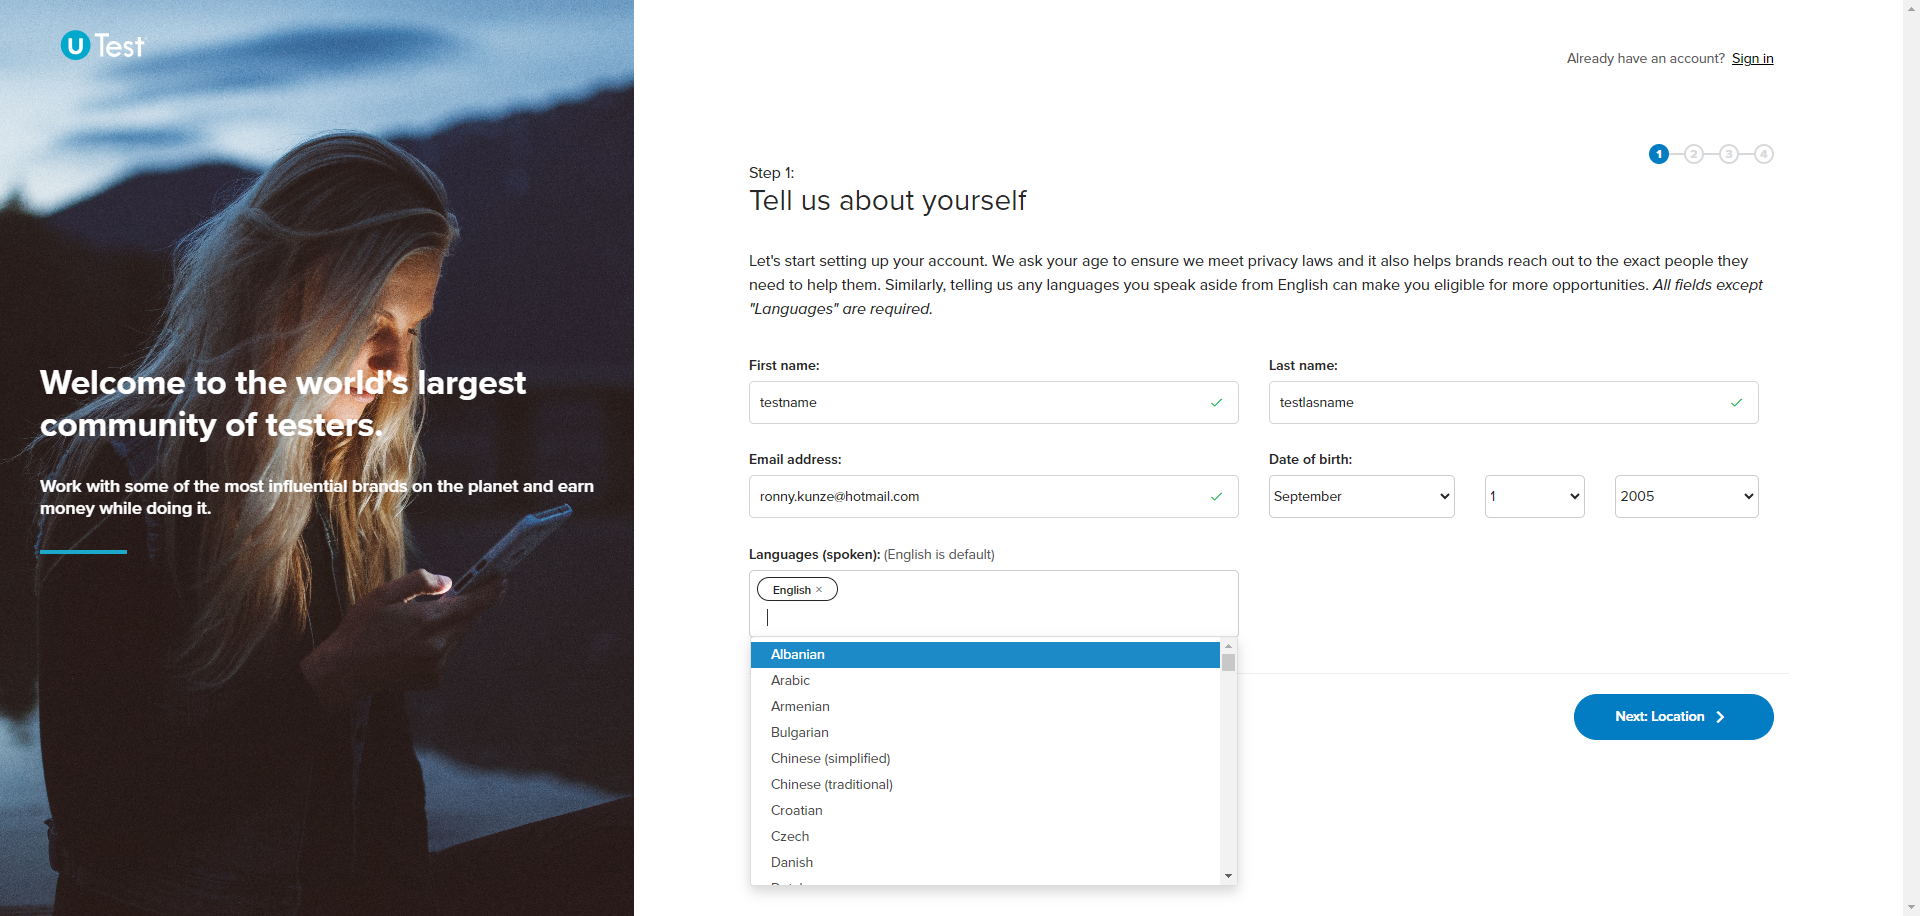 U Test
Already have an account? Sign in
1 2 3 4
Step 1:
Tell us about yourself
Let's start setting up your account. We ask your age to ensure we meet privacy laws and it also helps brands reach out to the exact people they
need to help them. Similarly, telling us any languages you speak aside from English can make you eligible for more opportunities. All fields except
"Languages" are required.
Welcome to the world's largest
community of testers.
Work with some of the most influential brands on the planet and earn
money while doing it.
First name:
testname
Last name:
testlasname
Email address:
ronny.kunze@hotmail.com
Date of birth:
September
1
2005
Languages (spoken): (English is default)
English ×
Albanian
Arabic
Armenian
Bulgarian
Chinese (simplified)
Chinese (traditional)
Croatian
Czech
Danish
Next: Location